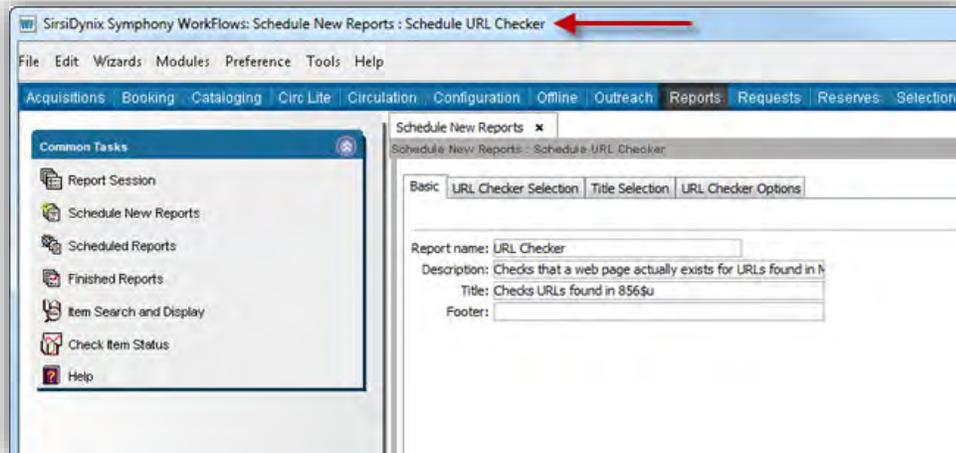 SirsiDynix Symphony WorkFlows: Schedule New Reports : Schedule URL Checker
File Edit Wizards Modules Preference Tools Help
Acquisitions Booking Cataloging Circ Lite Circulation Configuration Offline Outreach Reports Requests Reserves Selection
Schedule New Reports x
Schedule New Reports : Schedule URL Checker
Common Tasks
Report Session
Schedule New Reports
Scheduled Reports
Finished Reports
Item Search and Display
Check Item Status
Help
Basic URL Checker Selection Title Selection URL Checker Options
Report name: URL Checker
Description: Checks that a web page actually exists for URLs found in
Title: Checks URLs found in 856$u
Footer: